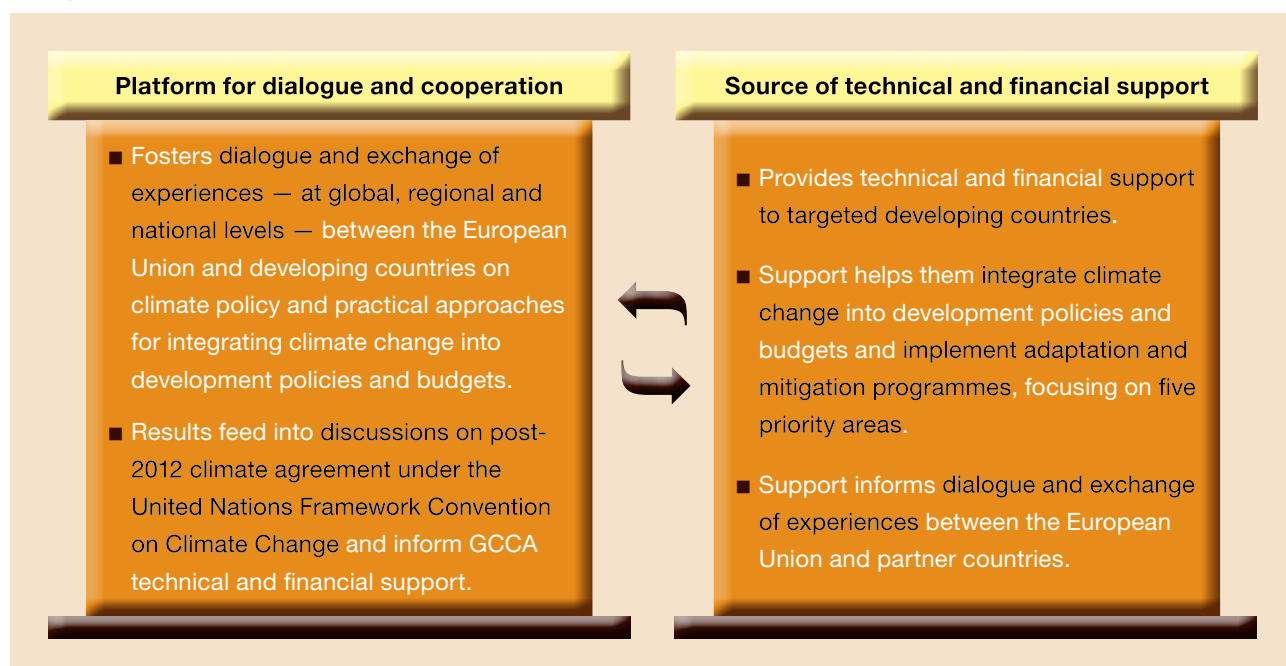 Platform for dialogue and cooperation
■ Fosters dialogue and exchange of
experiences — at global, regional and
national levels — between the European
Union and developing countries on
climate policy and practical approaches
for integrating climate change into
development policies and budgets.
■ Results feed into discussions on post-
2012 climate agreement under the
United Nations Framework Convention
on Climate Change and inform GCCA
technical and financial support.
Source of technical and financial support
■ Provides technical and financial support
to targeted developing countries.
■ Support helps them integrate climate
change into development policies and
budgets and implement adaptation and
mitigation programmes, focusing on five
priority areas.
■ Support informs dialogue and exchange
of experiences between the European
Union and partner countries.